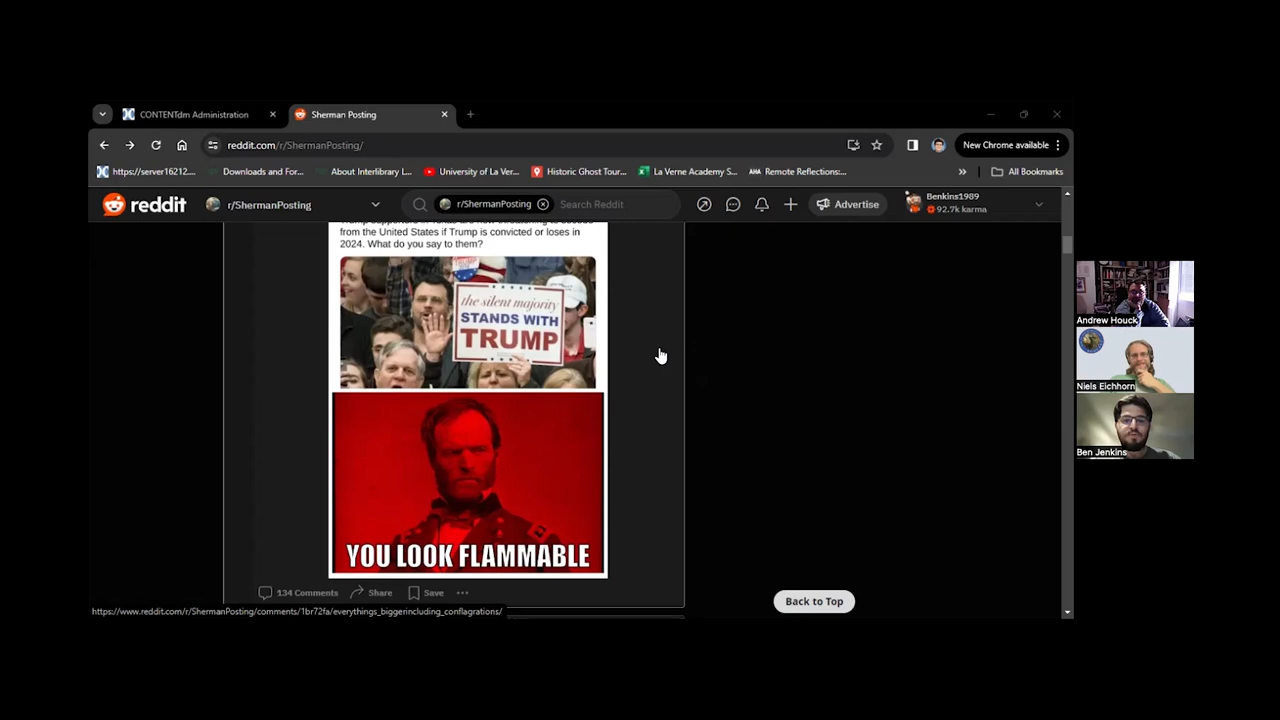 CONTENTdm Administration
Sherman Posting
reddit.com/r/ShermanPosting/
New Chrome available
https://server16212...
Downloads and For...
About Interlibrary L...
University of La Ver...
Historic Ghost Tour...
La Verne Academy S...
AHA Remote Reflections:...
»
All Bookmarks
reddit
r/ShermanPosting
r/ShermanPosting
Search Reddit
Advertise
Benkins1989
92.7k karma
from the United States if Trump is convicted or loses in
2024. What do you say to them?
the silent majority
STANDS WITH
TRUMP
YOU LOOK FLAMMABLE
134 Comments
Share
Save
Back to Top
https://www.reddit.com/r/ShermanPosting/comments/1br72fa/everythings_biggerincluding_conflagrations/
Andrew Houck
Niels Eichhorn
Ben Jenkins